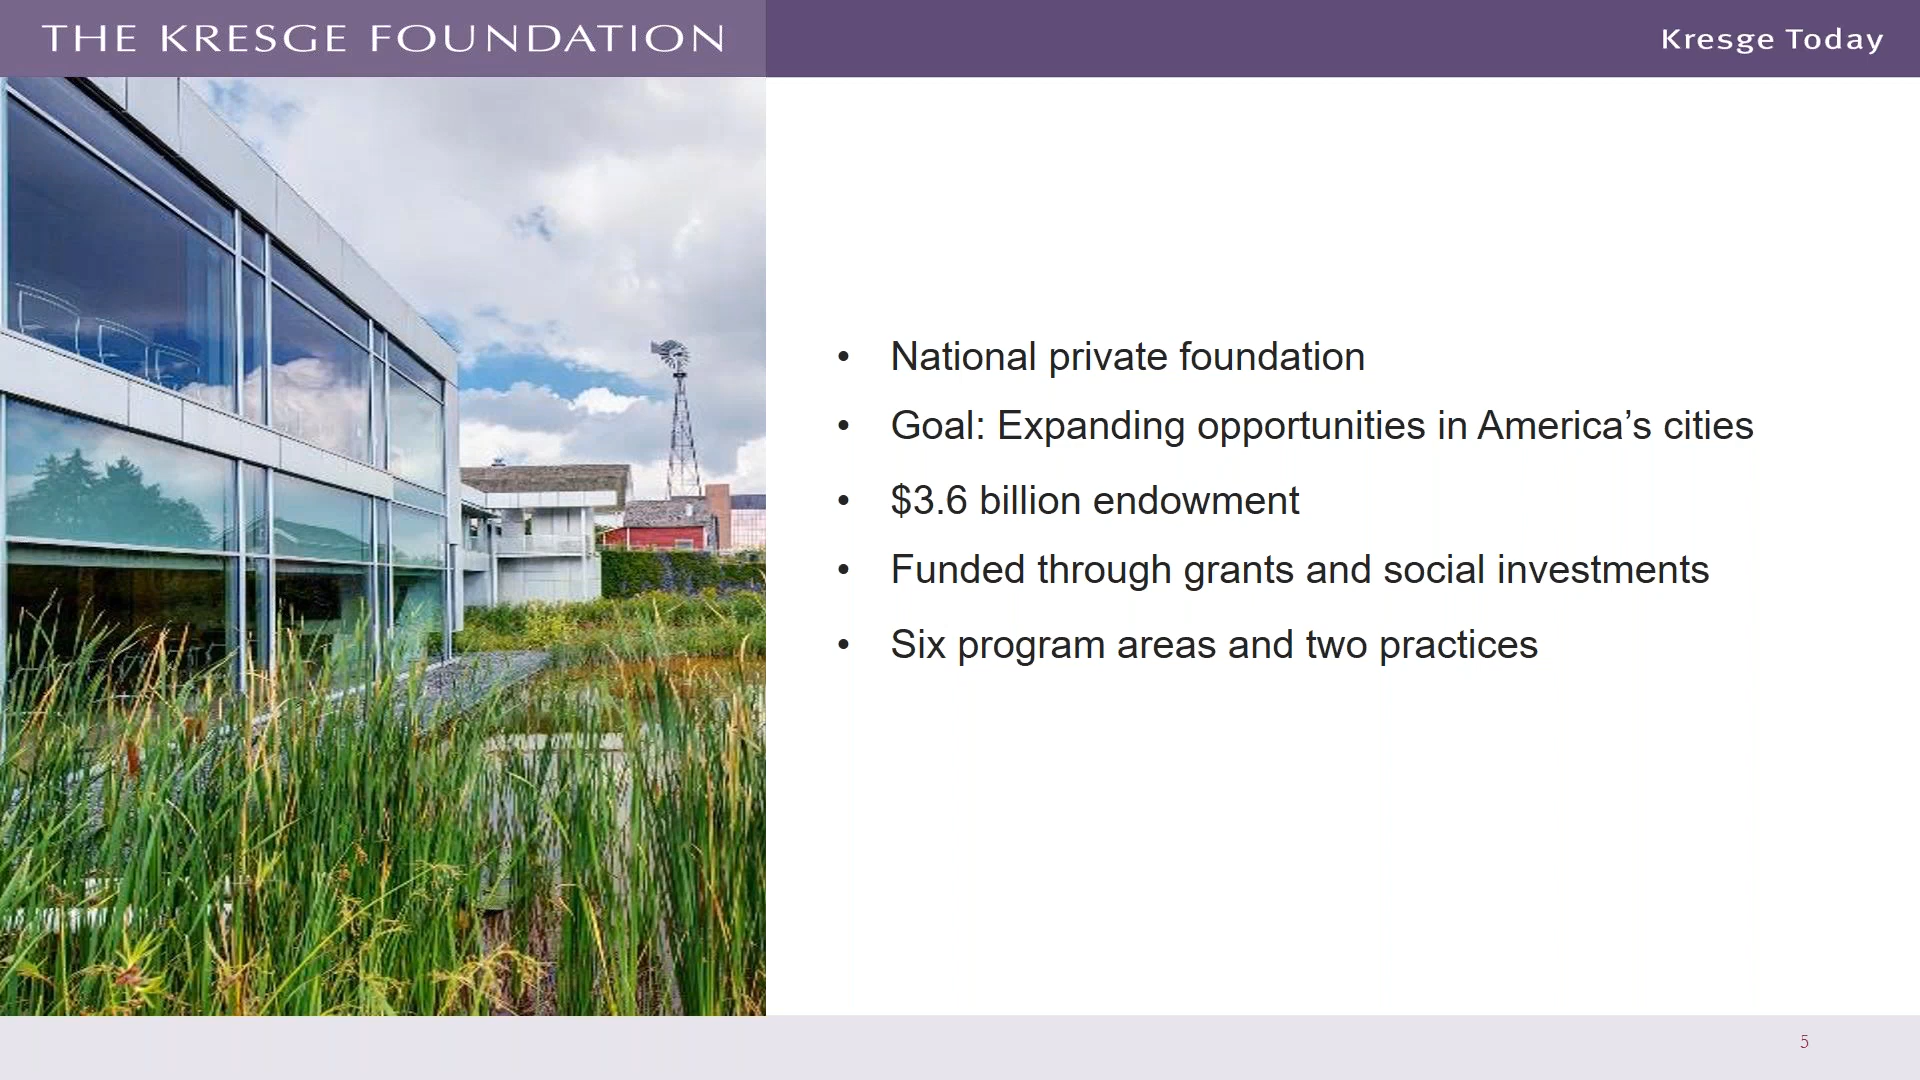 THE KRESGE FOUNDATION
Kresge Today
• National private foundation
• Goal: Expanding opportunities in America’s cities
• $3.6 billion endowment
• Funded through grants and social investments
• Six program areas and two practices
5